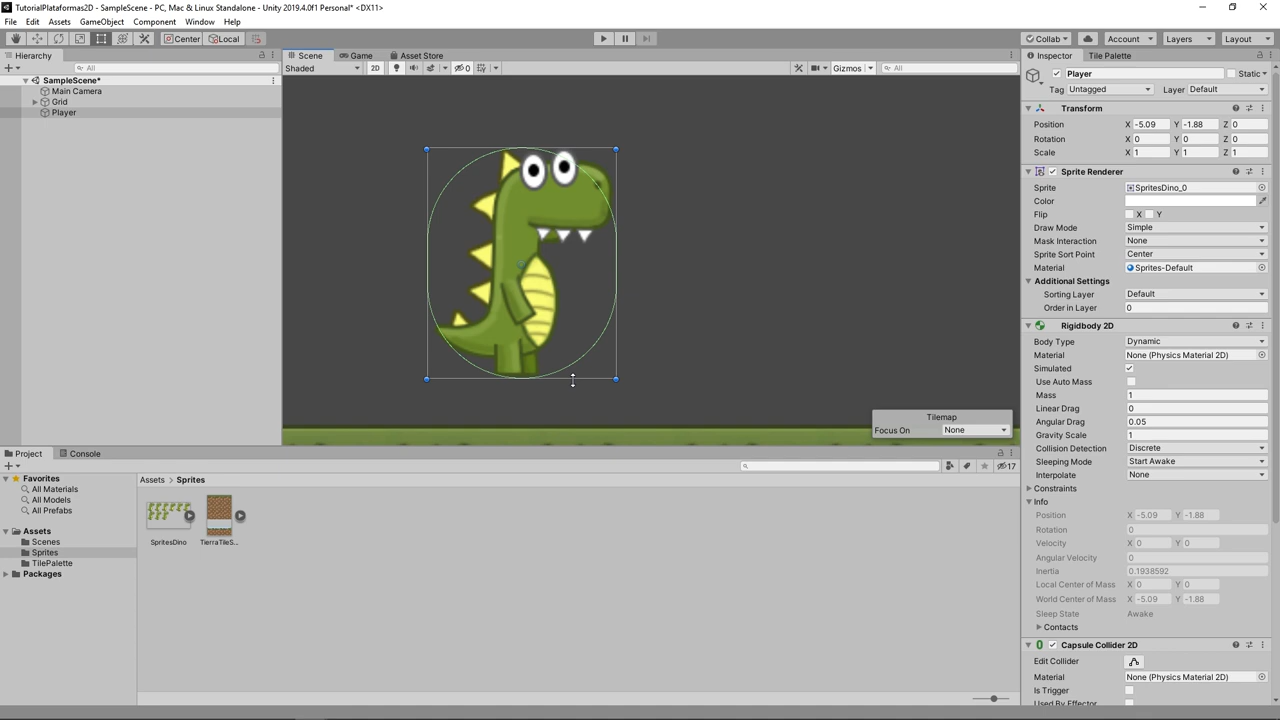 TutorialPlataformas2D - SampleScene - PC, Mac & Linux Standalone - Unity 2019.4.0f1 Personal* <DX11>
File Edit Assets GameObject Component Window Help
Center Local Collab Account Layers Layout
Hierarchy Scene Game Asset Store Inspector Tile Palette
All Shaded 2D 0 Gizmos All
SampleScene*
Main Camera
Grid
Player
Player Static
Tag Untagged Layer Default
Transform
Position X -5.09 Y -1.88 Z 0
Rotation X 0 Y 0 Z 0
Scale X 1 Y 1 Z 1
Sprite Renderer
Sprite SpritesDino_0
Color
Flip X Y
Draw Mode Simple
Mask Interaction None
Sprite Sort Point Center
Material Sprites-Default
Additional Settings
Sorting Layer Default
Order in Layer 0
Rigidbody 2D
Body Type Dynamic
Material None (Physics Material 2D)
Simulated
Use Auto Mass
Mass 1
Linear Drag 0
Angular Drag 0.05
Gravity Scale 1
Collision Detection Discrete
Sleeping Mode Start Awake
Interpolate None
Constraints
Info
Position X -5.09 Y -1.88
Rotation 0
Velocity X 0 Y 0
Angular Velocity 0
Inertia 0.1938592
Local Center of Mass X 0 Y 0
World Center of Mass X -5.09 Y -1.88
Sleep State Awake
Contacts
Capsule Collider 2D
Edit Collider
Material None (Physics Material 2D)
Is Trigger
Used By Effector
Tilemap
Focus On None
Project Console
17
Favorites
All Materials
All Models
All Prefabs
Assets
Scenes
Sprites
TilePalette
Packages
Assets > Sprites
SpritesDino TierraTileS...